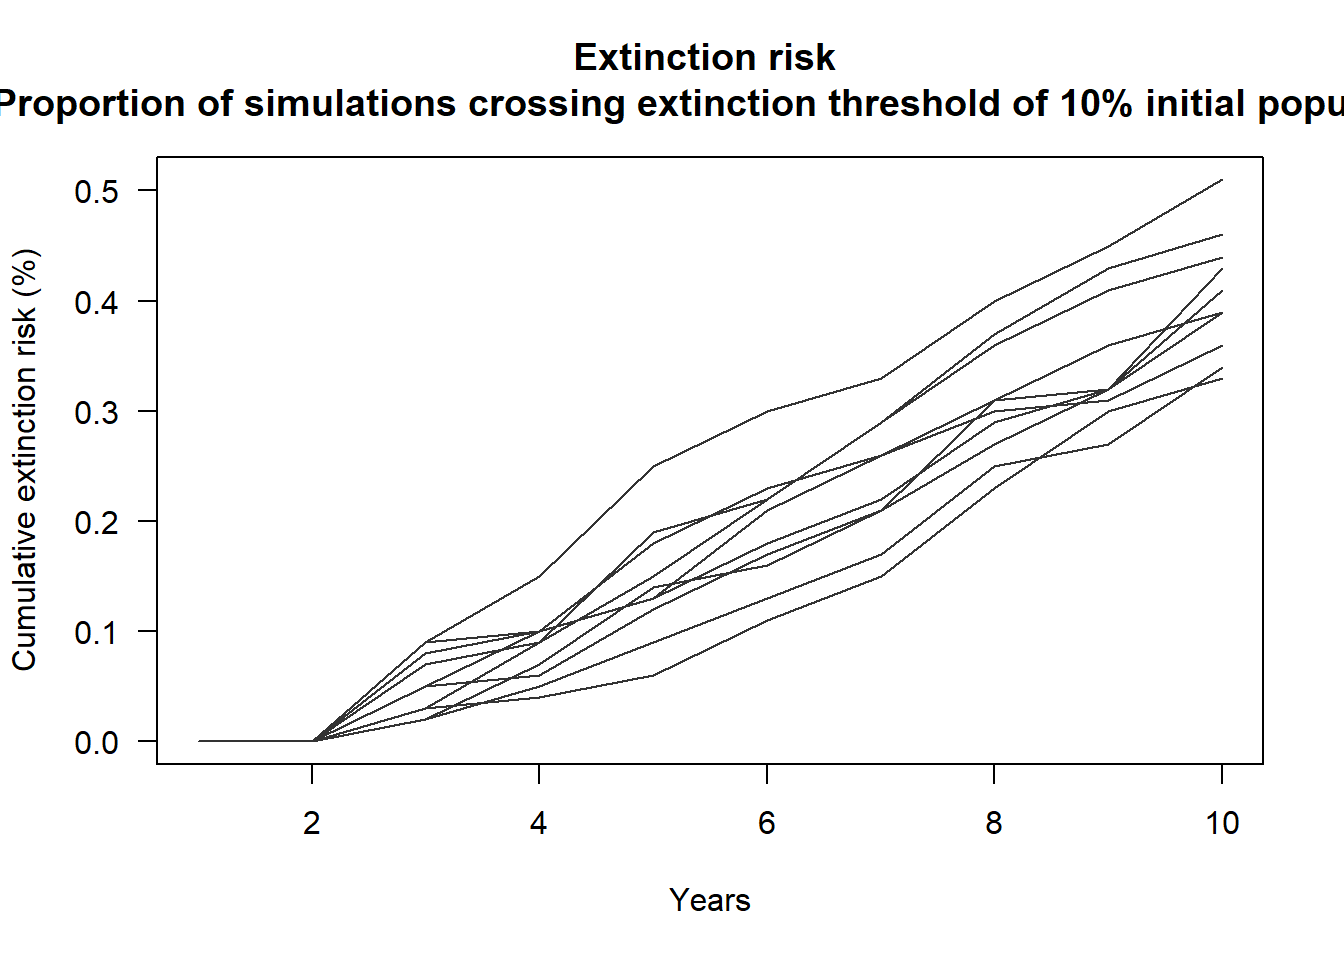 Extinction risk
Proportion of simulations crossing extinction threshold of 10% initial popu
Cumulative extinction risk (%)
0.5
0.4
0.3
0.2
0.1
0.0
2 4 6 8 10
Years